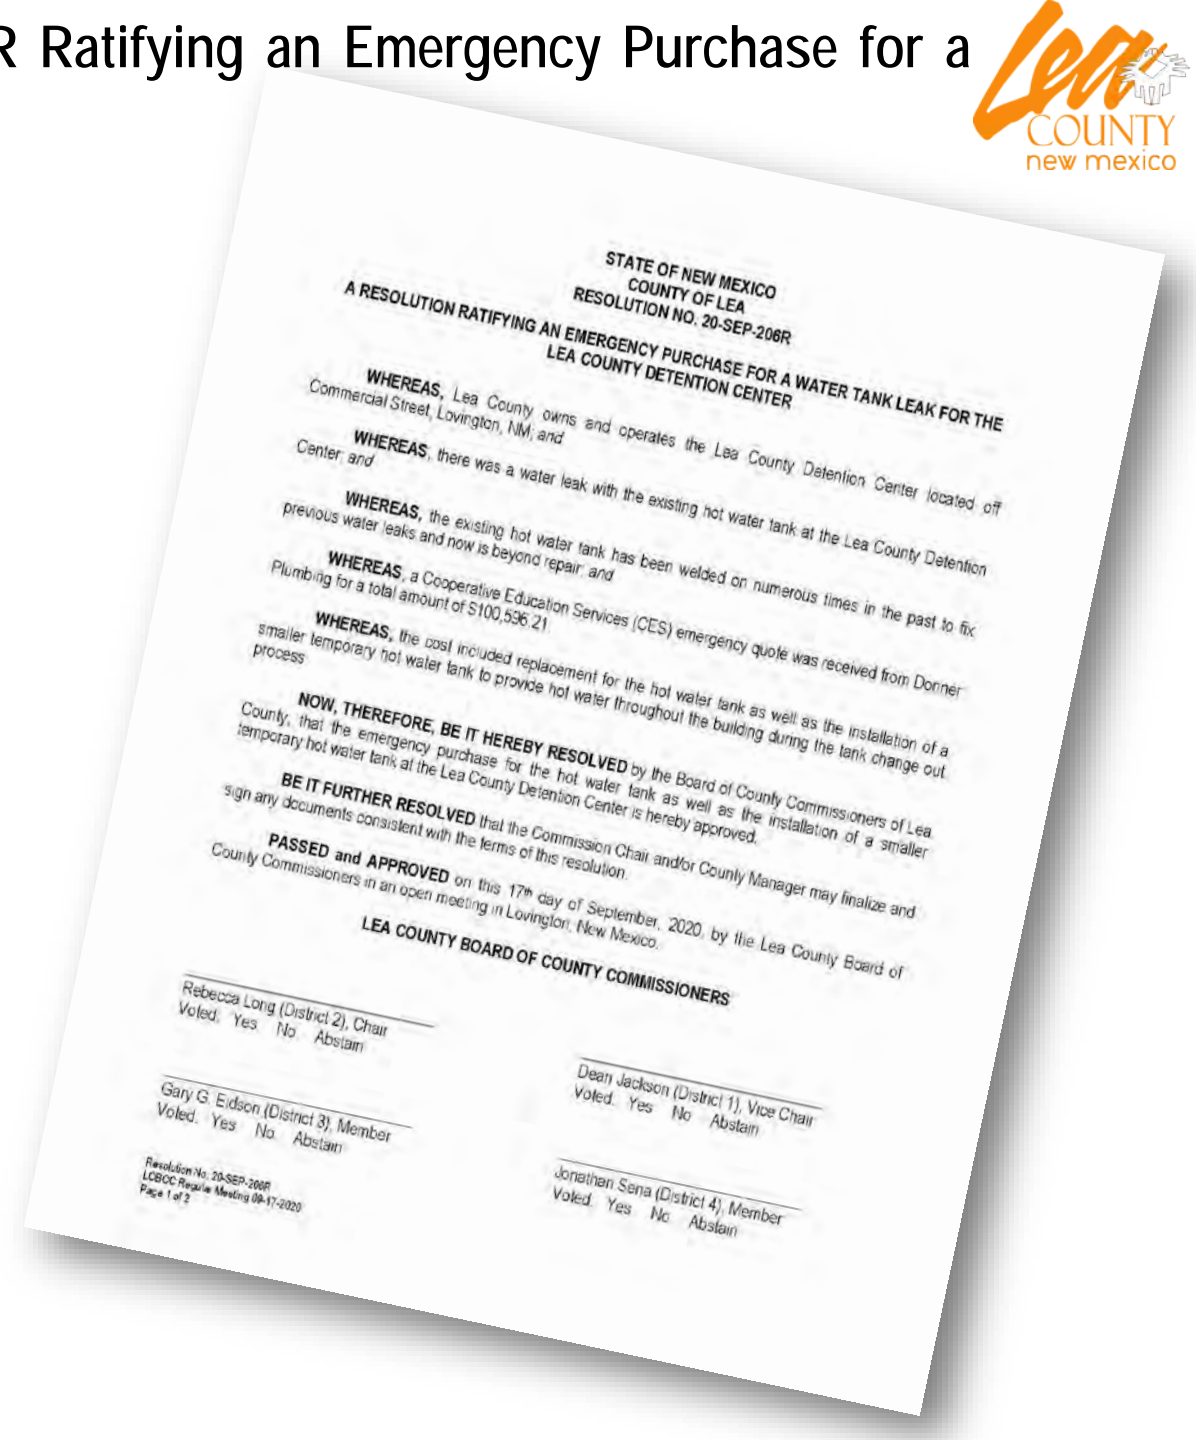 R Ratifying an Emergency Purchase for a
Lea
COUNTY
new mexico
STATE OF NEW MEXICO
COUNTY OF LEA
RESOLUTION NO. 20-SEP-206R
A RESOLUTION RATIFYING AN EMERGENCY PURCHASE FOR A WATER TANK LEAK FOR THE
LEA COUNTY DETENTION CENTER
WHEREAS, Lea County owns and operates the Lea County Detention Center located off
Commercial Street, Lovington, NM; and
WHEREAS, there was a water leak with the existing hot water tank at the Lea County Detention
Center; and
WHEREAS, the existing hot water tank has been welded on numerous times in the past to fix
previous water leaks and now is beyond repair; and
WHEREAS, a Cooperative Education Services (CES) emergency quote was received from Donner
Plumbing for a total amount of $100,596.21
WHEREAS, the cost included replacement for the hot water tank as well as the installation of a
smaller temporary hot water tank to provide hot water throughout the building during the tank change out
process
NOW, THEREFORE, BE IT HEREBY RESOLVED by the Board of County Commissioners of Lea
County, that the emergency purchase for the hot water tank as well as the installation of a smaller
temporary hot water tank at the Lea County Detention Center is hereby approved.
BE IT FURTHER RESOLVED that the Commission Chair and/or County Manager may finalize and
sign any documents consistent with the terms of this resolution.
PASSED and APPROVED on this 17th day of September, 2020, by the Lea County Board of
County Commissioners in an open meeting in Lovington, New Mexico.
LEA COUNTY BOARD OF COUNTY COMMISSIONERS
Rebecca Long (District 2), Chair
Voted: Yes No Abstain
Dean Jackson (District 1), Vice Chair
Voted: Yes No Abstain
Gary G. Eidson (District 3), Member
Voted: Yes No Abstain
Jonathan Sena (District 4), Member
Voted: Yes No Abstain
Resolution No. 20-SEP-206R
LCBCC Regular Meeting 09-17-2020
Page 1 of 2